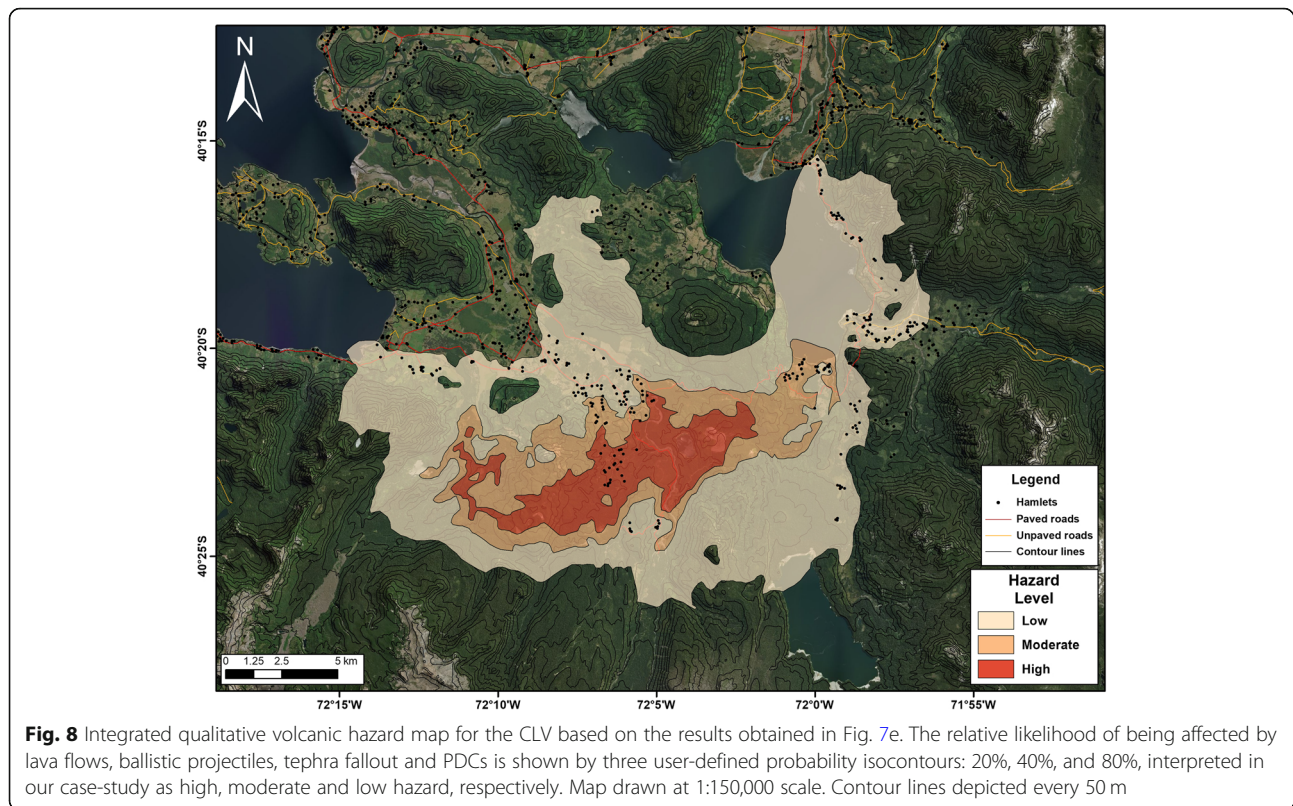 N
40°15'S
40°20'S
40°25'S
Legend
Hamlets
Paved roads
Unpaved roads
Contour lines
Hazard
Level
Low
Moderate
High
0 1.25 2.5 5 km
72°15'W 72°10'W 72°5'W 72°0'W 71°55'W
Fig. 8 Integrated qualitative volcanic hazard map for the CLV based on the results obtained in Fig. 7e. The relative likelihood of being affected by
lava flows, ballistic projectiles, tephra fallout and PDCs is shown by three user-defined probability isocontours: 20%, 40%, and 80%, interpreted in
our case-study as high, moderate and low hazard, respectively. Map drawn at 1:150,000 scale. Contour lines depicted every 50 m